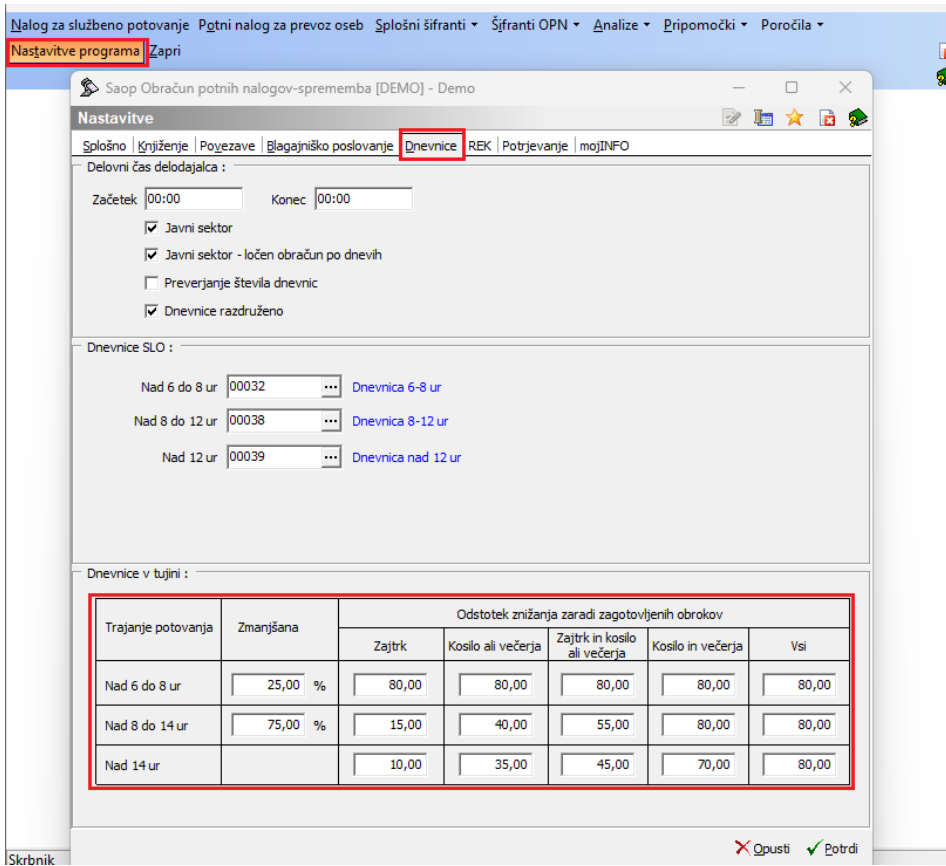 Nalog za službeno potovanje Potni nalog za prevoz oseb Splošni šifranti Šifranti OPN Analize Pripomočki Poročila
Nastavitve programa Zapri
Saop Obračun potnih nalogov-sprememba [DEMO] - Demo
Nastavitve
Splošno Knjiženje Povezave Blagajniško poslovanje Dnevnice REK Potrjevanje mojINFO
Delovni čas delodajalca :
Začetek 00:00 Konec 00:00
Javni sektor
Javni sektor - ločen obračun po dnevih
Preverjanje števila dnevnic
Dnevnice razdruženo
Dnevnice SLO :
Nad 6 do 8 ur 00032 ... Dnevnica 6-8 ur
Nad 8 do 12 ur 00038 ... Dnevnica 8-12 ur
Nad 12 ur 00039 ... Dnevnica nad 12 ur
Dnevnice v tujini :
Trajanje potovanja Zmanjšana Odstotek znižanja zaradi zagotovljenih obrokov
Zajtrk Kosilo ali večerja Zajtrk in kosilo ali večerja Kosilo in večerja Vsi
Nad 6 do 8 ur 25,00 % 80,00 80,00 80,00 80,00 80,00
Nad 8 do 14 ur 75,00 % 15,00 40,00 55,00 80,00 80,00
Nad 14 ur 10,00 35,00 45,00 70,00 80,00
Opusti Potrdi
Skrbnik